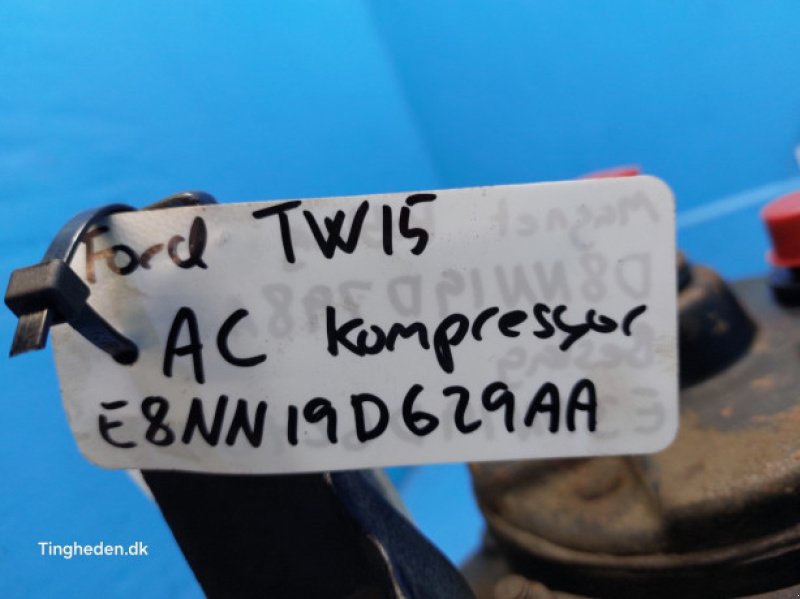 Ford TW15
AC kompressor
E8NN19D629AA
Tingheden.dk